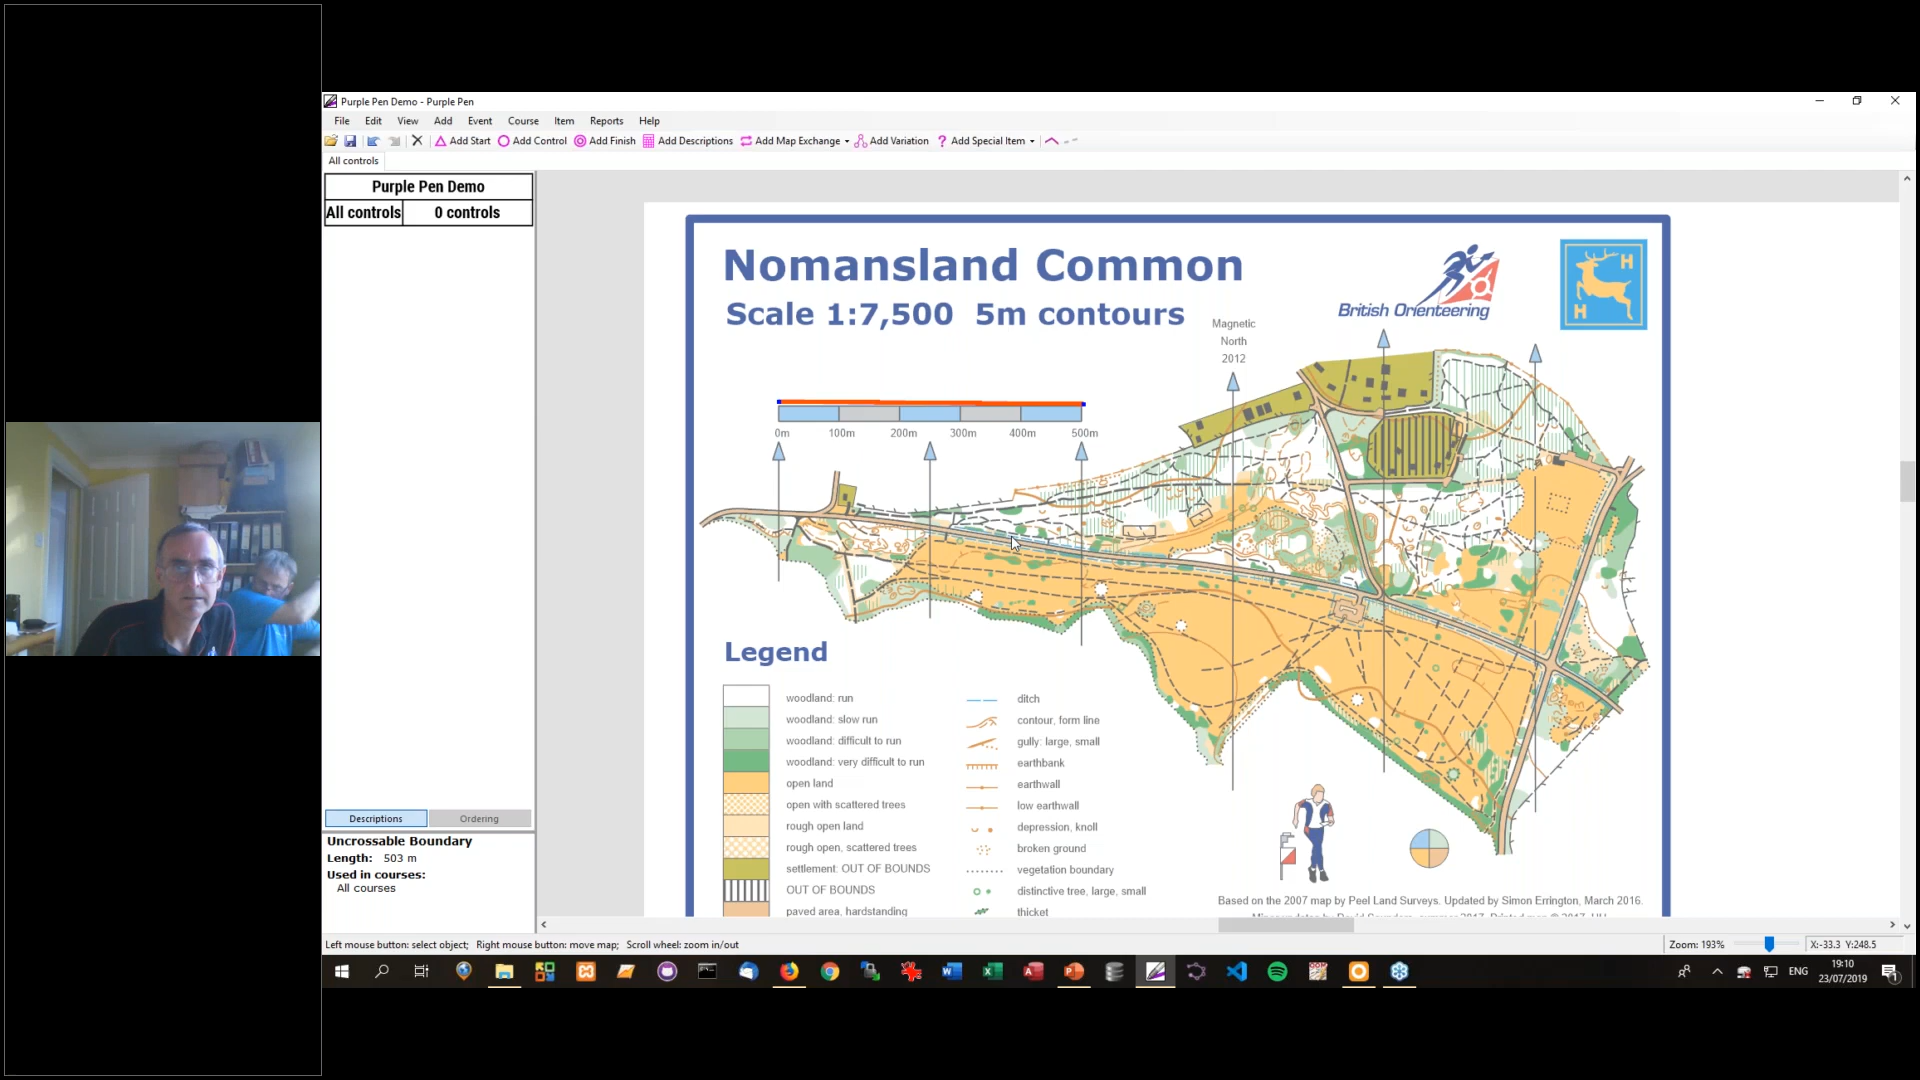 Purple Pen Demo - Purple Pen
File Edit View Add Event Course Item Reports Help
Add Start Add Control Add Finish Add Descriptions Add Map Exchange Add Variation Add Special Item
All controls
Purple Pen Demo
All controls 0 controls
Nomansland Common
Scale 1:7,500 5m contours
British Orienteering
H
H
Magnetic
North
2012
0m 100m 200m 300m 400m 500m
Legend
woodland: run
woodland: slow run
woodland: difficult to run
woodland: very difficult to run
open land
open with scattered trees
rough open land
rough open, scattered trees
settlement: OUT OF BOUNDS
OUT OF BOUNDS
paved area, hardstanding
ditch
contour, form line
gully: large, small
earthbank
earthwall
low earthwall
depression, knoll
broken ground
vegetation boundary
distinctive tree, large, small
thicket
Based on the 2007 map by Peel Land Surveys. Updated by Simon Errington, March 2016.
Descriptions Ordering
Uncrossable Boundary
Length: 503 m
Used in courses:
All courses
Left mouse button: select object; Right mouse button: move map; Scroll wheel: zoom in/out
Zoom: 193%
X:-33.3 Y:248.5
ENG
19:10
23/07/2019